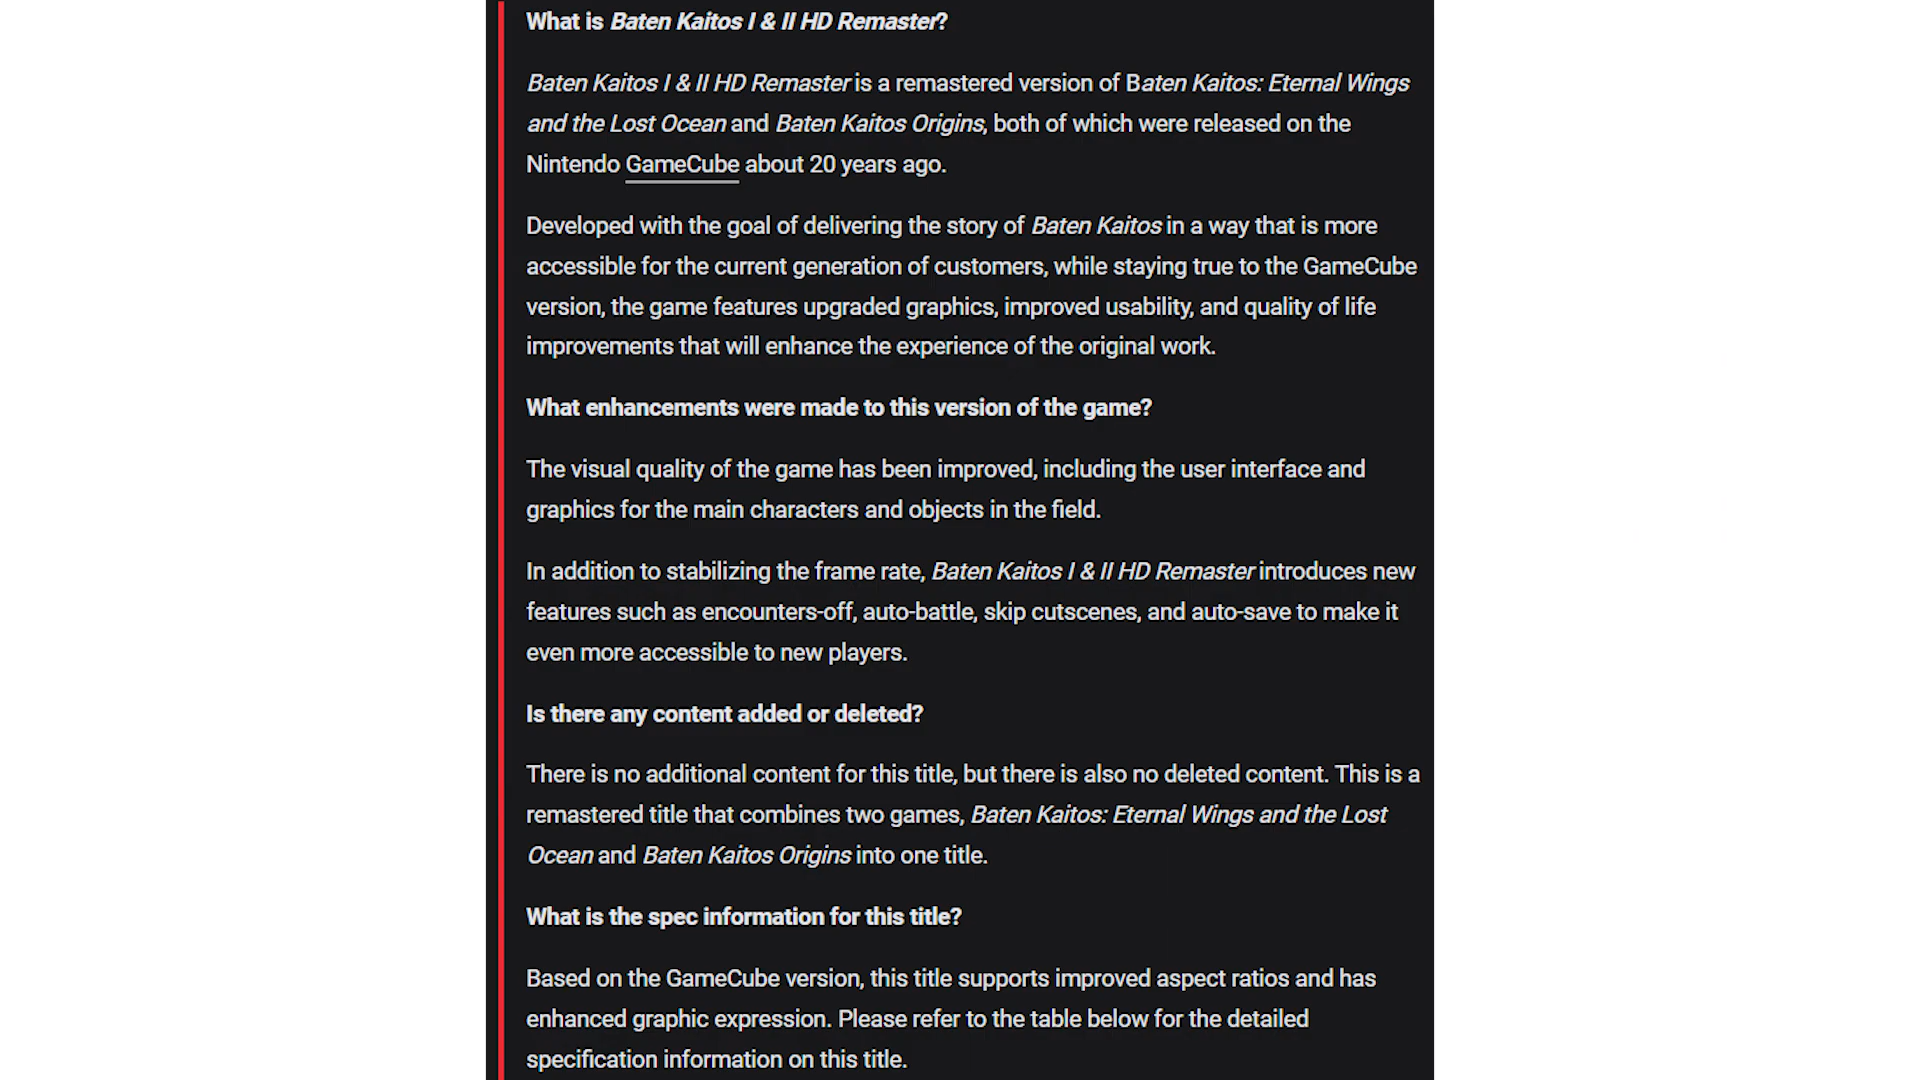 What is Baten Kaitos I & II HD Remaster?
Baten Kaitos I & II HD Remaster is a remastered version of Baten Kaitos: Eternal Wings
and the Lost Ocean and Baten Kaitos Origins, both of which were released on the
Nintendo GameCube about 20 years ago.
Developed with the goal of delivering the story of Baten Kaitos in a way that is more
accessible for the current generation of customers, while staying true to the GameCube
version, the game features upgraded graphics, improved usability, and quality of life
improvements that will enhance the experience of the original work.
What enhancements were made to this version of the game?
The visual quality of the game has been improved, including the user interface and
graphics for the main characters and objects in the field.
In addition to stabilizing the frame rate, Baten Kaitos I & II HD Remaster introduces new
features such as encounters-off, auto-battle, skip cutscenes, and auto-save to make it
even more accessible to new players.
Is there any content added or deleted?
There is no additional content for this title, but there is also no deleted content. This is a
remastered title that combines two games, Baten Kaitos: Eternal Wings and the Lost
Ocean and Baten Kaitos Origins into one title.
What is the spec information for this title?
Based on the GameCube version, this title supports improved aspect ratios and has
enhanced graphic expression. Please refer to the table below for the detailed
specification information on this title.